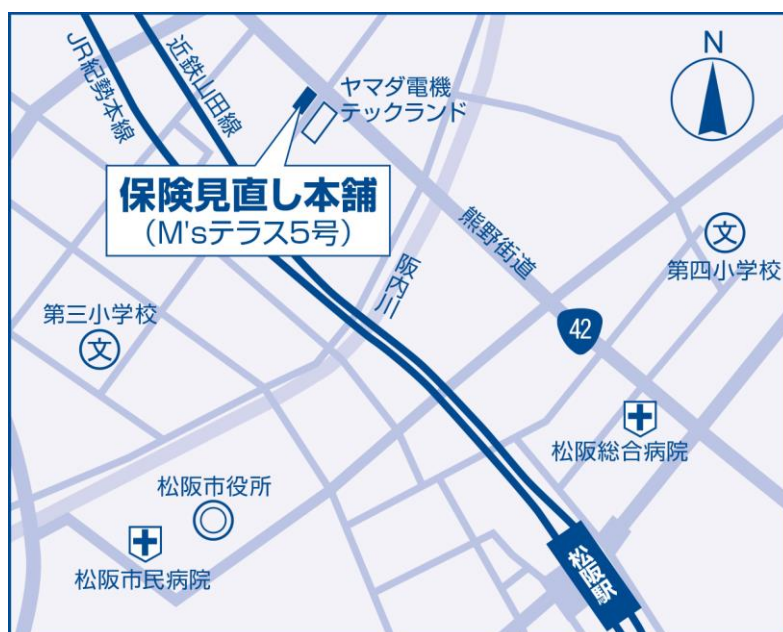 JR紀勢本線
近鉄山田線
ヤマダ電機
テックランド
N
保険見直し本舗
(M'sテラス5号)
熊野街道
阪内川
文
第四小学校
第三小学校
文
42
松阪総合病院
松阪市役所
松阪市民病院
松阪駅